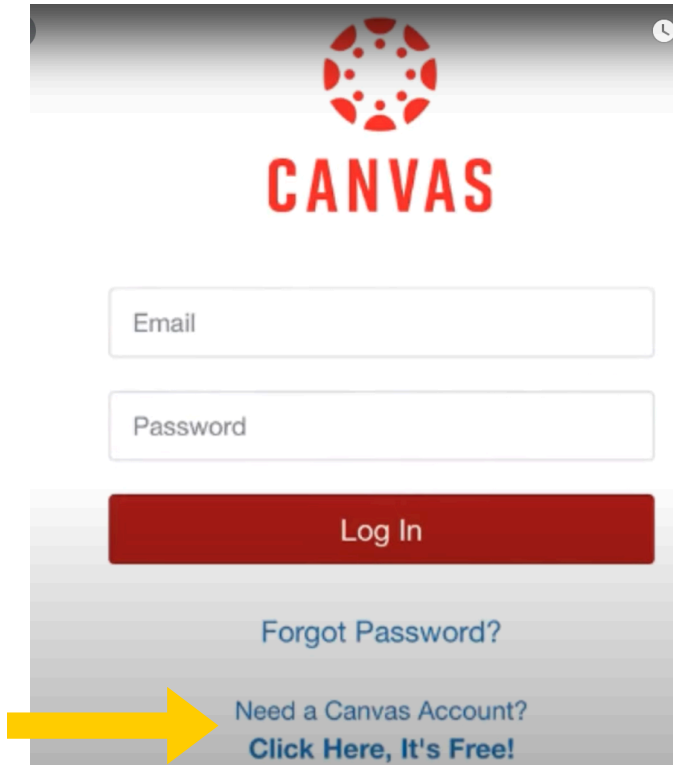 CANVAS
Email
Password
Log In
Forgot Password?
Need a Canvas Account?
Click Here, It's Free!